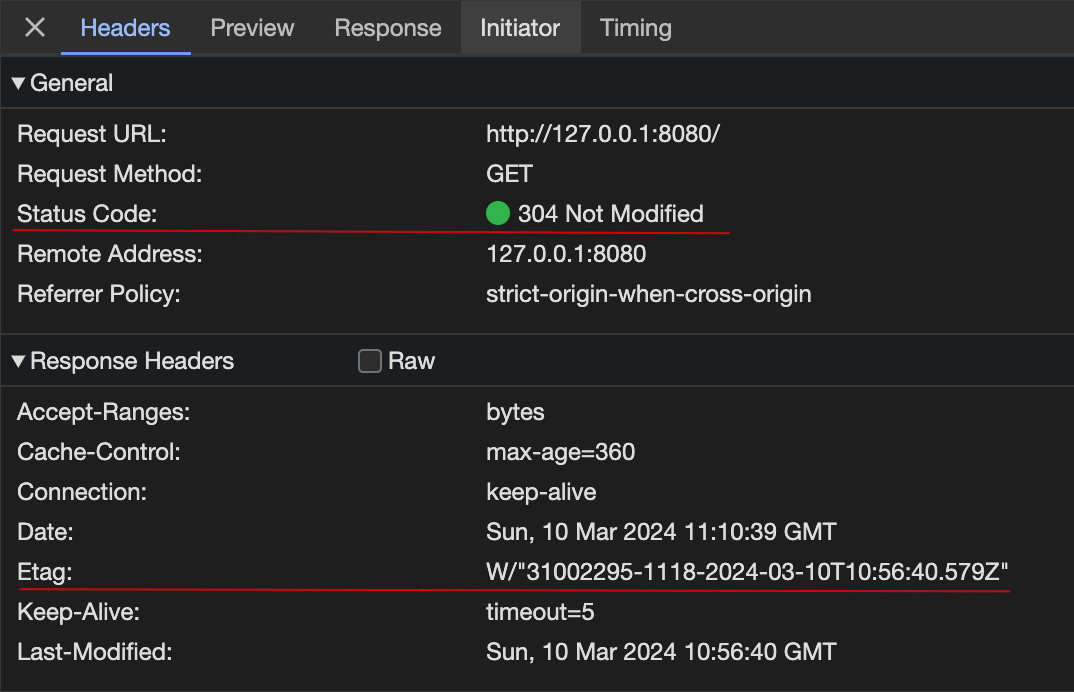 Headers Preview Response Initiator Timing
General
Request URL: http://127.0.0.1:8080/
Request Method: GET
Status Code: 304 Not Modified
Remote Address: 127.0.0.1:8080
Referrer Policy: strict-origin-when-cross-origin
Response Headers Raw
Accept-Ranges: bytes
Cache-Control: max-age=360
Connection: keep-alive
Date: Sun, 10 Mar 2024 11:10:39 GMT
Etag: W/"31002295-1118-2024-03-10T10:56:40.579Z"
Keep-Alive: timeout=5
Last-Modified: Sun, 10 Mar 2024 10:56:40 GMT